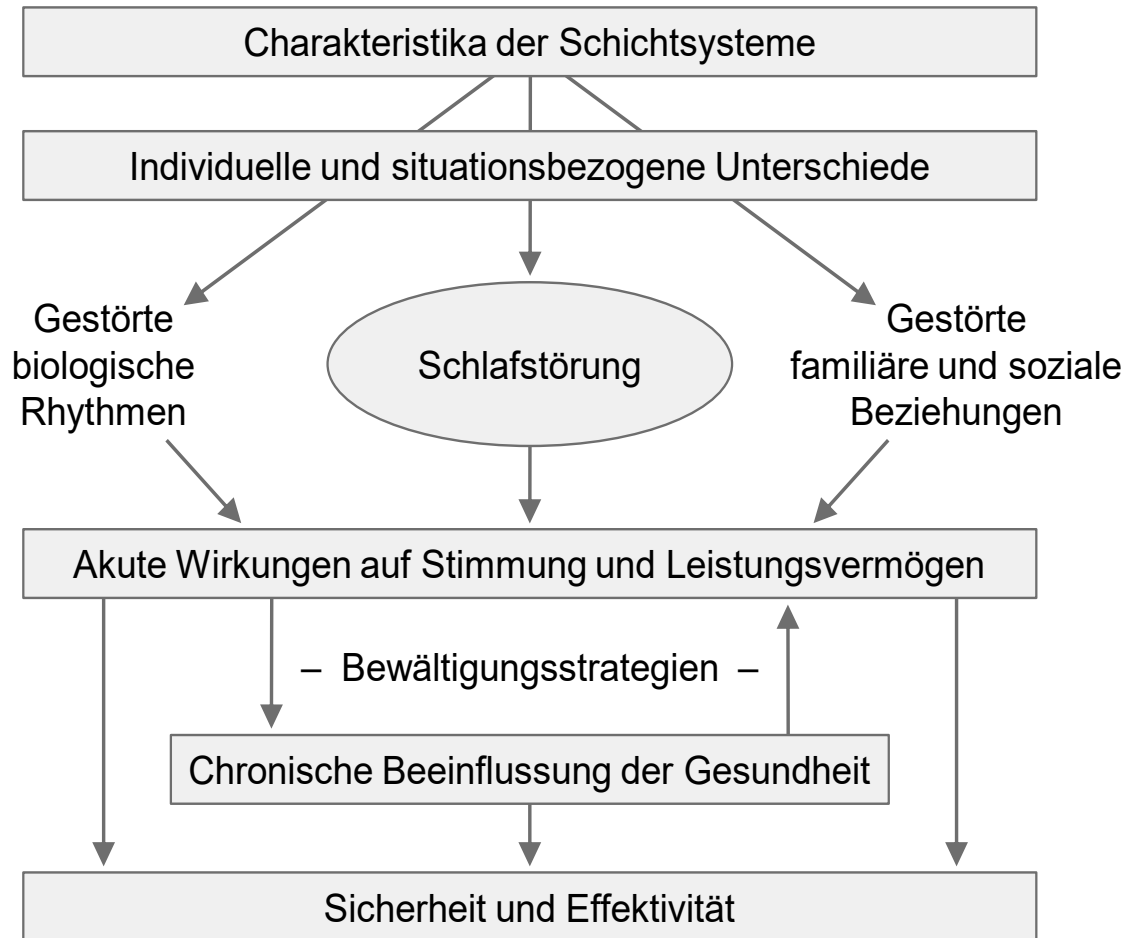 Charakteristika der Schichtsysteme
Individuelle und situationsbezogene Unterschiede
Gestörte
biologische
Rhythmen
Schlafstörung
Gestörte
familiäre und soziale
Beziehungen
Akute Wirkungen auf Stimmung und Leistungsvermögen
– Bewältigungsstrategien –
Chronische Beeinflussung der Gesundheit
Sicherheit und Effektivität